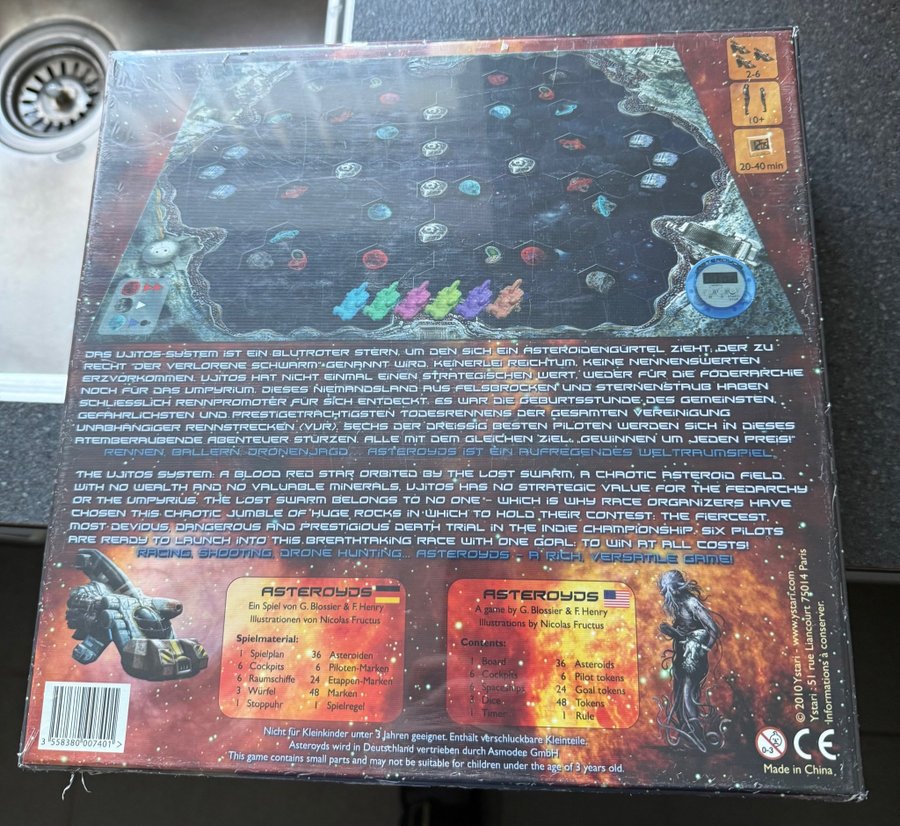 2-6
10+
20-40 min
DAS UJITOS-SYSTEM IST EIN BLUTROTER STERN, UM DEN SICH EIN ASTEROIDENGÜRTEL ZIEHT, „DER ZU
RECHT "DER VERLORENE SCHWARM" GENANNT WIRD. KEINERLEI REICHTUM, KEINE NENNENSWERTEN
ERZVORKOMMEN. UJITOS HAT NICHT EINMAL EINEN STRATEGISCHEN WERT, WEDER FÜR DIE FÖDERARCHIE
NOCH FÜR DAS UMPYRIUM. DIESES NIEMANDSLAND AUS FELSBROCKEN UND STERNENSTAUB HABEN
SCHLIESSLICH RENNPROMOTER FÜR SICH ENTDECKT. ES WAR DIE GEBURTSSTUNDE DES GEMEINSTEN,
GEFÄHRLICHSTEN UND PRESTIGETRÄCHTIGSTEN TODESRENNENS DER GESAMTEN VEREINIGUNG
UNABHÄNGIGER RENNSTRECKEN (VUR). SECHS DER DREISSIG BESTEN PILOTEN WERDEN SICH IN DIESES
ATEMBERAUBENDE ABENTEUER STÜRZEN. ALLE MIT DEM GLEICHEN ZIEL: „GEWINNEN UM JEDEN PREIS!"
RENNEN, BALLERN, DRONENJAGD... ASTEROYDS IST EIN AUFREGENDES WELTRAUMSPIEL.
THE UJITOS SYSTEM, A BLOOD RED STAR ORBITED BY THE LOST SWARM, A CHAOTIC ASTEROID FIELD.
WITH NO WEALTH AND NO VALUABLE MINERALS, UJITOS HAS NO STRATEGIC VALUE FOR THE FEDARCHY
OR THE UMPYRIUS. THE LOST SWARM BELONGS TO NO ONE – WHICH IS WHY RACE ORGANIZERS HAVE
CHOSEN THIS CHAOTIC JUMBLE OF HUGE ROCKS IN WHICH TO HOLD THEIR CONTEST: THE FIERCEST,
MOST DEVIOUS, DANGEROUS AND PRESTIGIOUS DEATH TRIAL IN THE INDIE CHAMPIONSHIP. SIX PILOTS
ARE READY TO LAUNCH INTO THIS BREATHTAKING RACE WITH ONE GOAL: TO WIN AT ALL COSTS!
RACING, SHOOTING, DRONE HUNTING... ASTEROYDS – A RICH, VERSATILE GAME!
ASTEROYDS
Ein Spiel von G. Blossier & F. Henry
Illustrationen von Nicolas Fructus
Spielmaterial:
1 Spielplan 36 Asteroiden
6 Cockpits 6 Piloten-Marken
6 Raumschiffe 24 Etappen-Marken
3 Würfel 48 Marken
1 Stoppuhr 1 Spielregel
ASTEROYDS
A game by G. Blossier & F. Henry
Illustrations by Nicolas Fructus
Contents:
1 Board 36 Asteroids
6 Cockpits 6 Pilot tokens
6 Spaceships 24 Goal tokens
3 Dice 48 Tokens
1 Timer 1 Rule
© 2010 Ystari - www.ystari.com
Ystari : 51 rue Liancourt 75014 Paris
Informations à conserver.
3 558380 007401 >
Nicht für Kleinkinder unter 3 Jahren geeignet. Enthält verschluckbare Kleinteile.
Asteroyds wird in Deutschland vertrieben durch Asmodee GmbH
This game contains small parts and may not be suitable for children under the age of 3 years old.
0-3
CE
Made in China